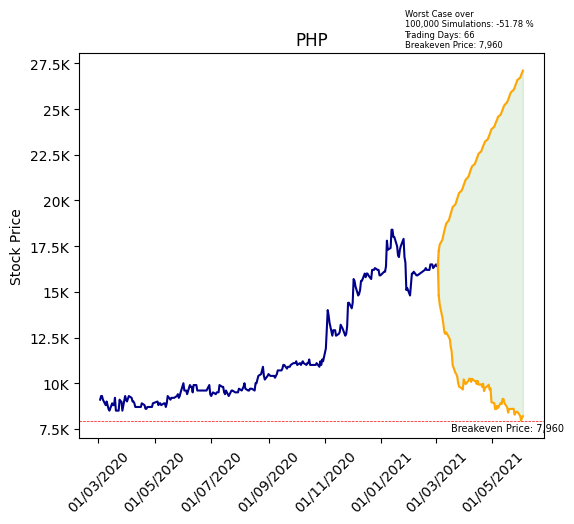 Worst Case over
100,000 Simulations: -51.78 %
Trading Days: 66
Breakeven Price: 7,960
PHP
27.5K
25K
22.5K
20K
17.5K
15K
12.5K
10K
7.5K
Stock Price
Breakeven Price: 7,960
01/03/2020
01/05/2020
01/07/2020
01/09/2020
01/11/2020
01/01/2021
01/03/2021
01/05/2021